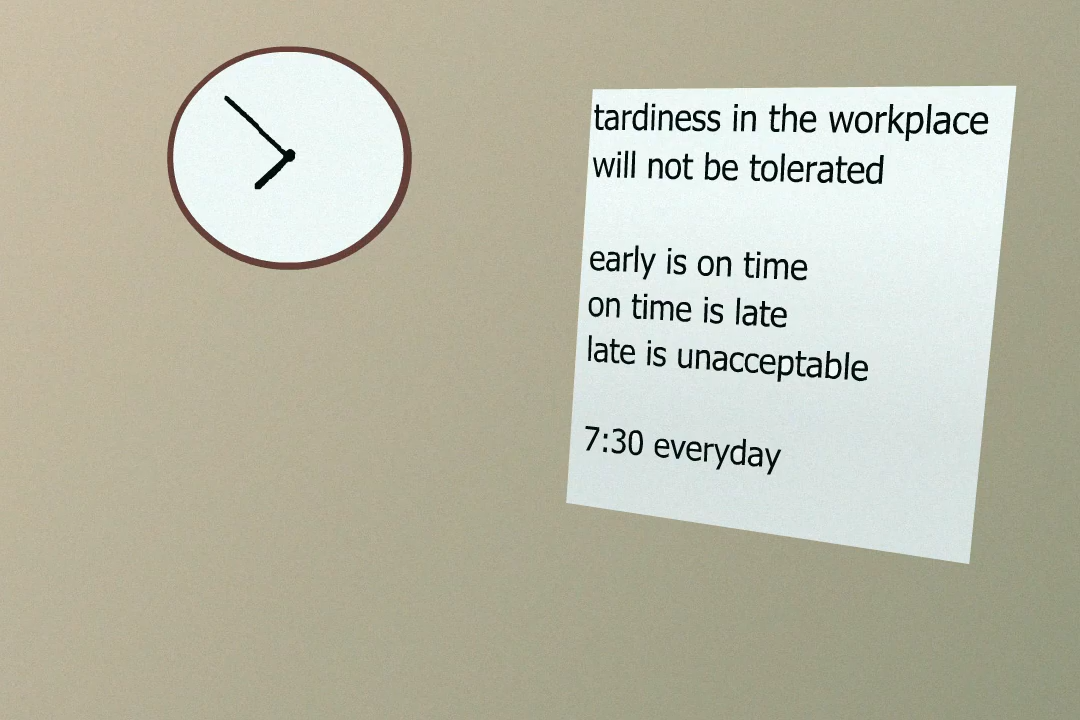 tardiness in the workplace
will not be tolerated
early is on time
on time is late
late is unacceptable
7:30 everyday